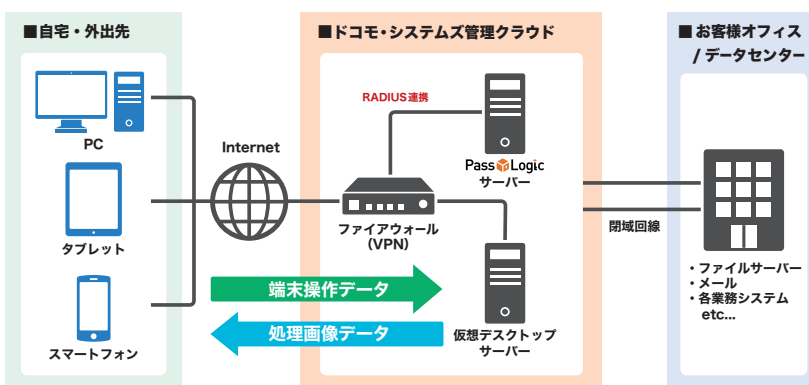 ■自宅・外出先
PC
タブレット
スマートフォン
Internet
■ドコモ・システムズ管理クラウド
RADIUS連携
PassLogic
サーバー
ファイアウォール
（VPN）
端末操作データ
処理画像データ
仮想デスクトップ
サーバー
閉域回線
■お客様オフィス
/ データセンター
・ファイルサーバー
・メール
・各業務システム
etc...